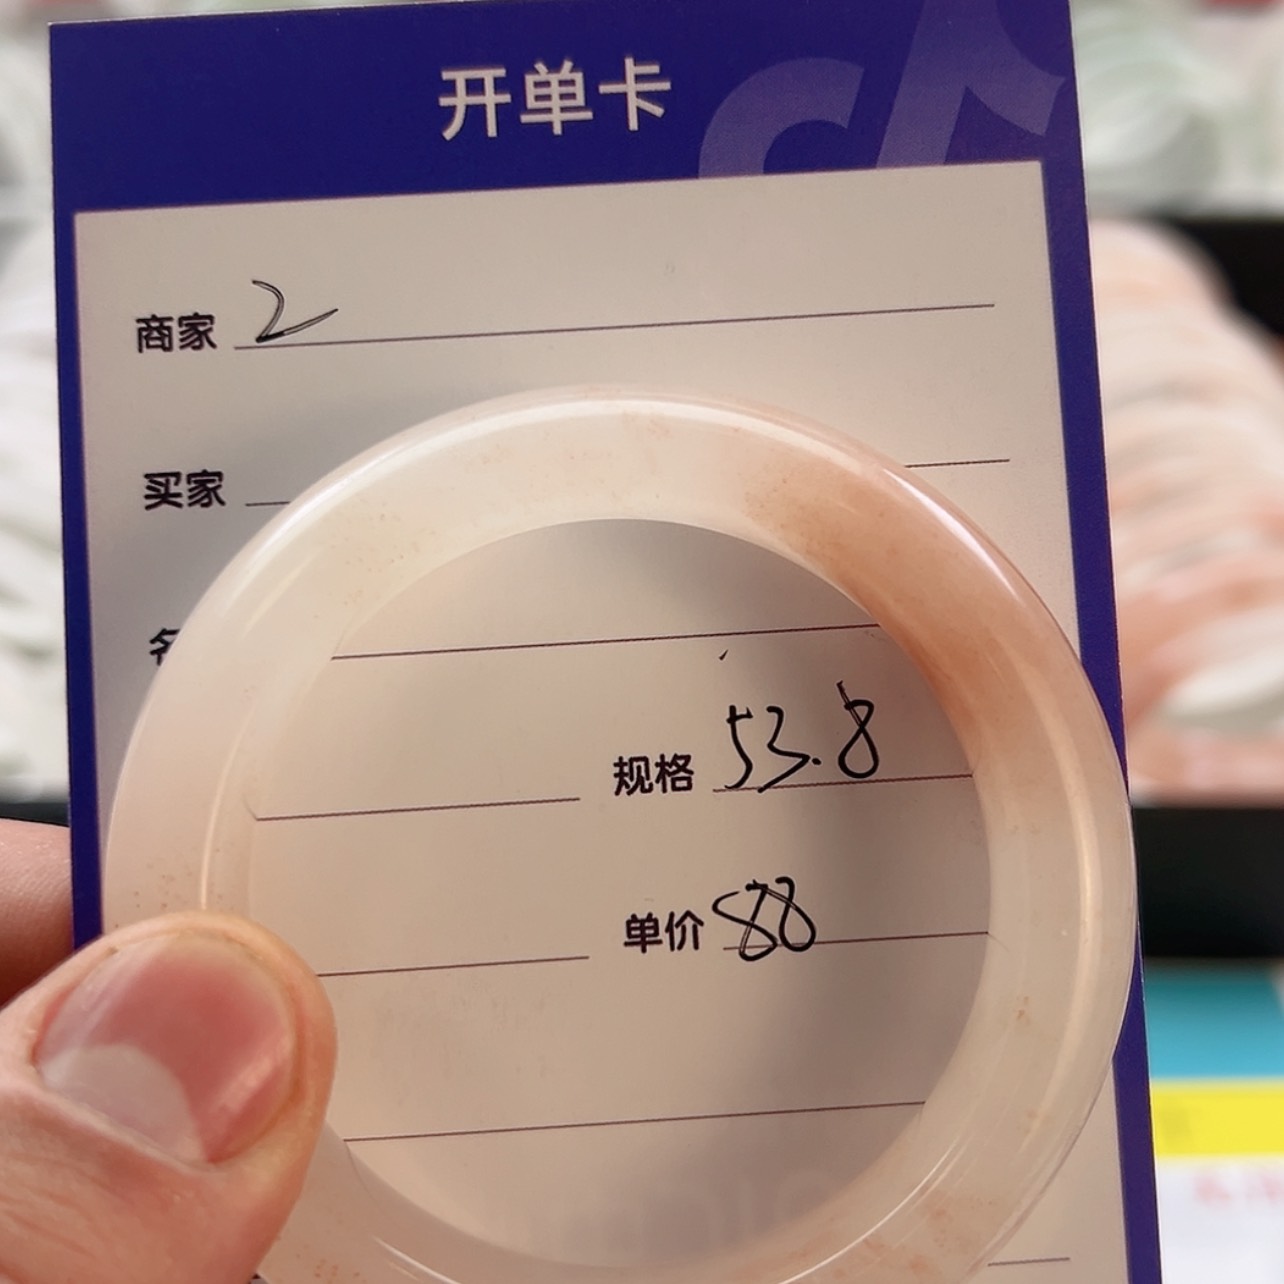 开单卡
商家 2
买家
规格 53.8
单价 88